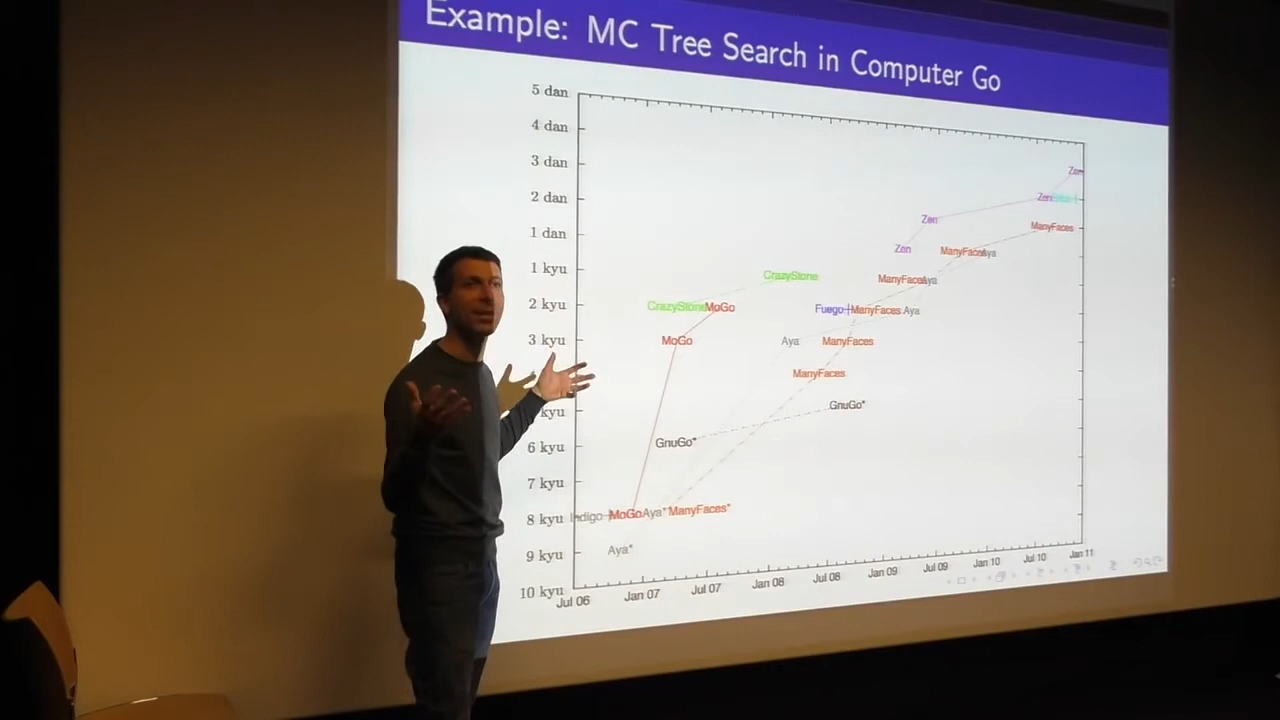 Example: MC Tree Search in Computer Go
5 dan
4 dan
3 dan
Zen
2 dan
Zen
Zen
ManyFaces
1 dan
Zen
ManyFaces Aya
1 kyu
CrazyStone
ManyFaces Aya
2 kyu
CrazyStone MoGo
Fuego
ManyFaces Aya
3 kyu
MoGo
Aya
ManyFaces
ManyFaces
kyu
GnuGo*
6 kyu
GnuGo*
7 kyu
8 kyu
Indigo
MoGo Aya* ManyFaces*
9 kyu
Aya*
10 kyu
Jul 06
Jan 07
Jul 07
Jan 08
Jul 08
Jan 09
Jul 09
Jan 10
Jul 10
Jan 11